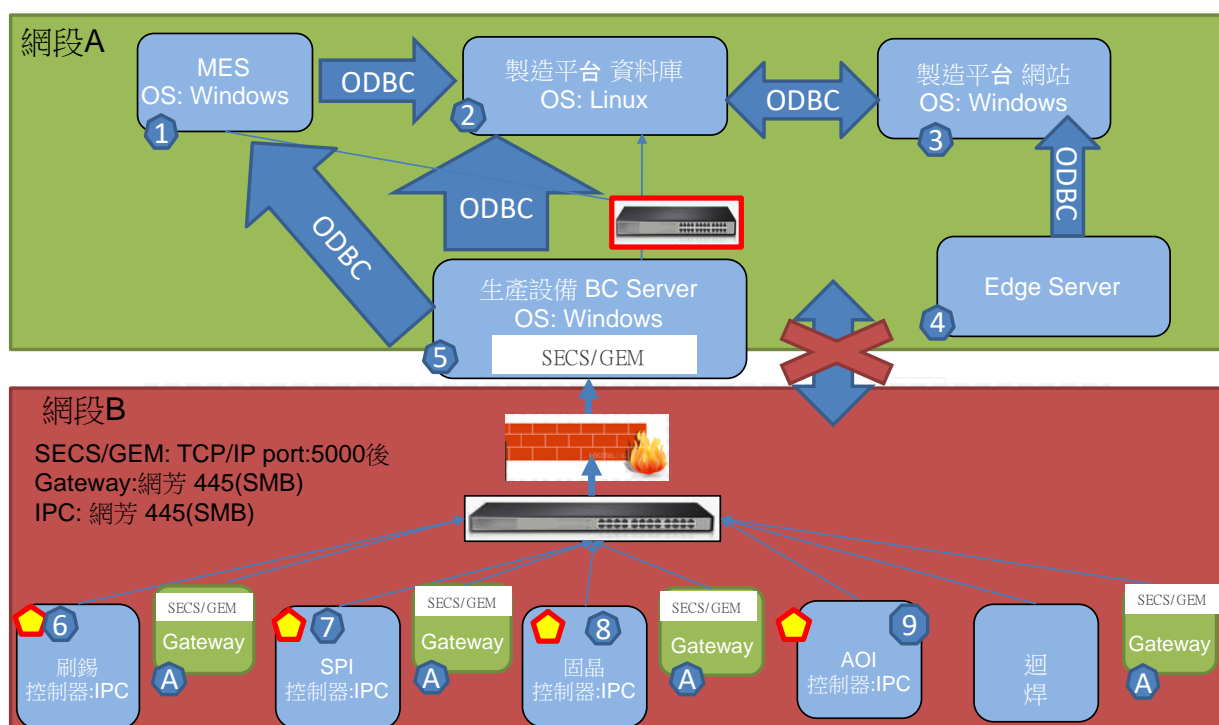 網段A
MES
OS: Windows
1
ODBC
製造平台 資料庫
OS: Linux
2
ODBC
製造平台 網站
OS: Windows
3
ODBC
ODBC
ODBC
生產設備 BC Server
OS: Windows
SECS/GEM
5
Edge Server
4
網段B
SECS/GEM: TCP/IP port:5000後
Gateway:網芳 445(SMB)
IPC: 網芳 445(SMB)
6
刷錫
控制器:IPC
SECS/GEM
Gateway
A
7
SPI
控制器:IPC
SECS/GEM
Gateway
A
8
固晶
控制器:IPC
SECS/GEM
Gateway
A
9
AOI
控制器:IPC
迴
焊
SECS/GEM
Gateway
A